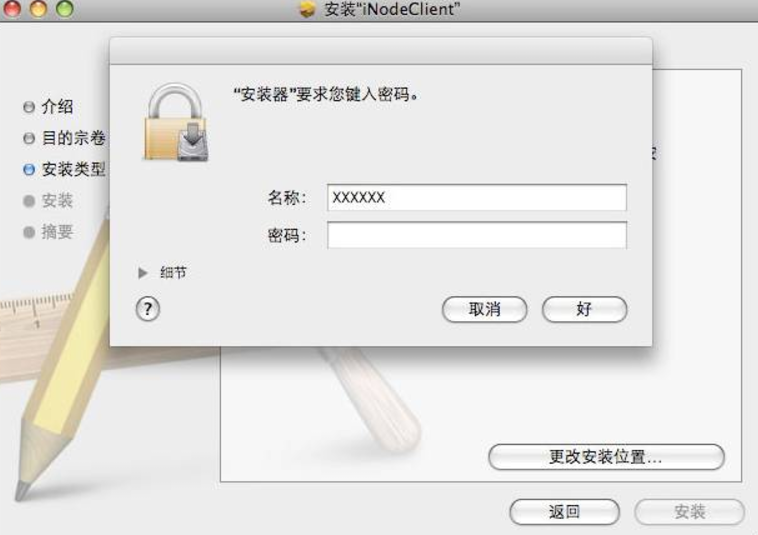 安装“iNodeClient”
“安装器”要求您键入密码。
介绍
目的宗卷
安装类型
安装
摘要
名称：
XXXXXX
密码：
细节
?
取消
好
更改安装位置...
返回
安装